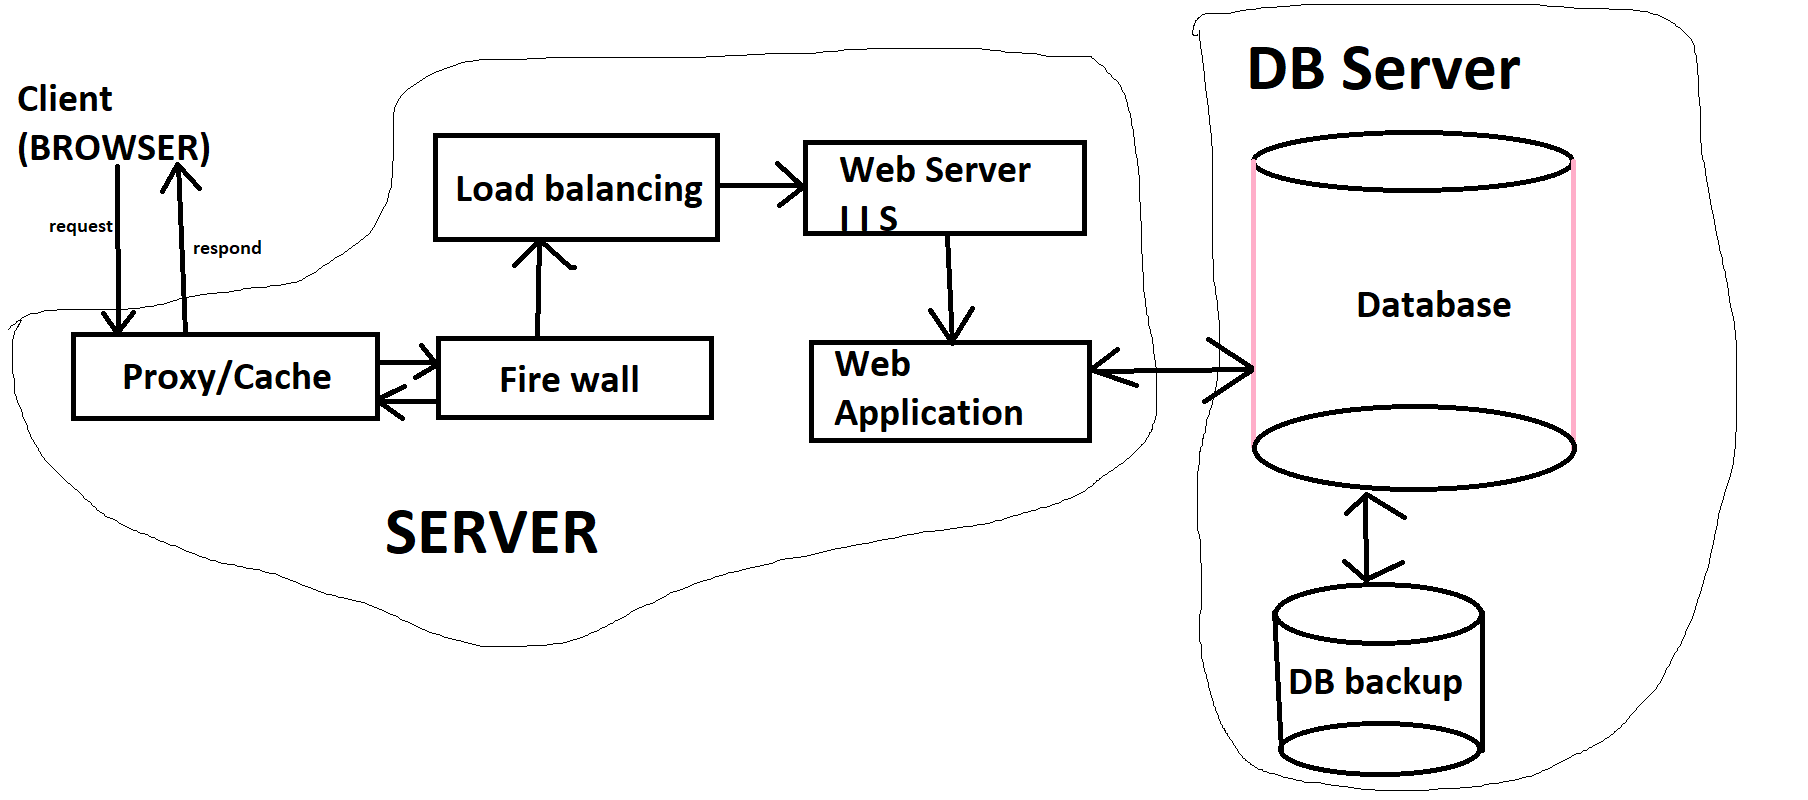 Client
(BROWSER)
request
respond
Proxy/Cache
Fire wall
Load balancing
Web Server
I I S
Web
Application
SERVER
DB Server
Database
DB backup